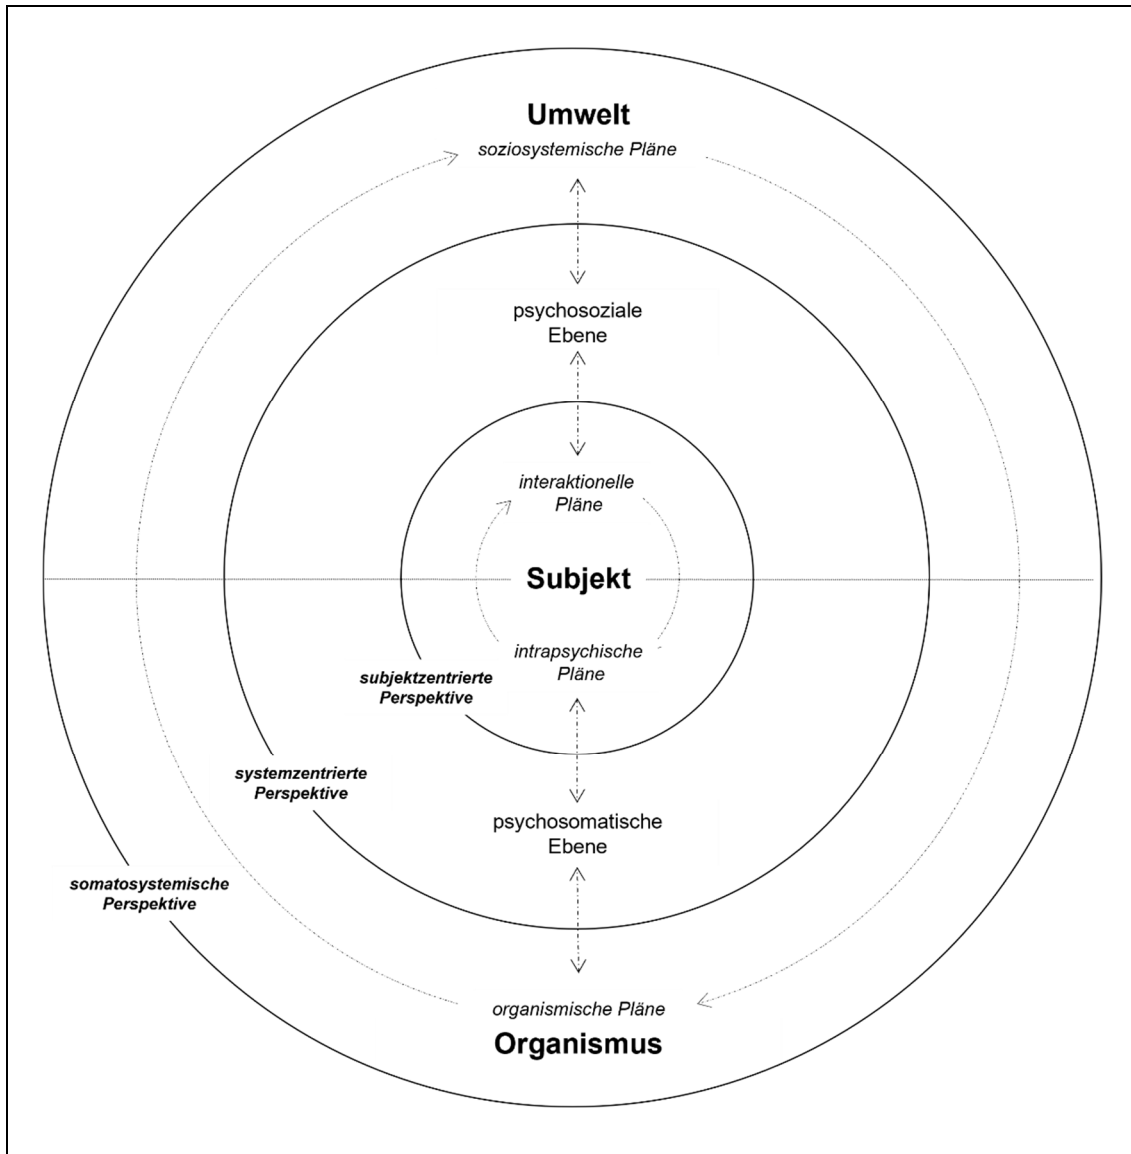 Umwelt
soziosystemische Pläne
psychosoziale
Ebene
interaktionelle
Pläne
Subjekt
intrapsychische
Pläne
subjektzentrierte
Perspektive
systemzentrierte
Perspektive
psychosomatische
Ebene
somatosystemische
Perspektive
organismische Pläne
Organismus